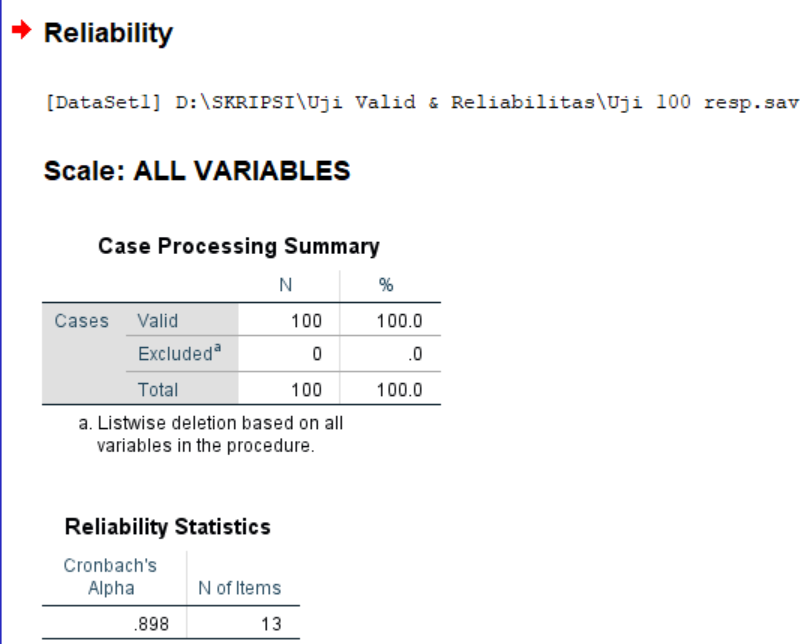 Reliability
[DataSet1] D:\SKRIPSI\Uji Valid & Reliabilitas\Uji 100 resp.sav
Scale: ALL VARIABLES
Case Processing Summary
N %
Cases Valid 100 100.0
Excludedᵃ 0 .0
Total 100 100.0
a. Listwise deletion based on all
variables in the procedure.
Reliability Statistics
Cronbach's
Alpha N of Items
.898 13